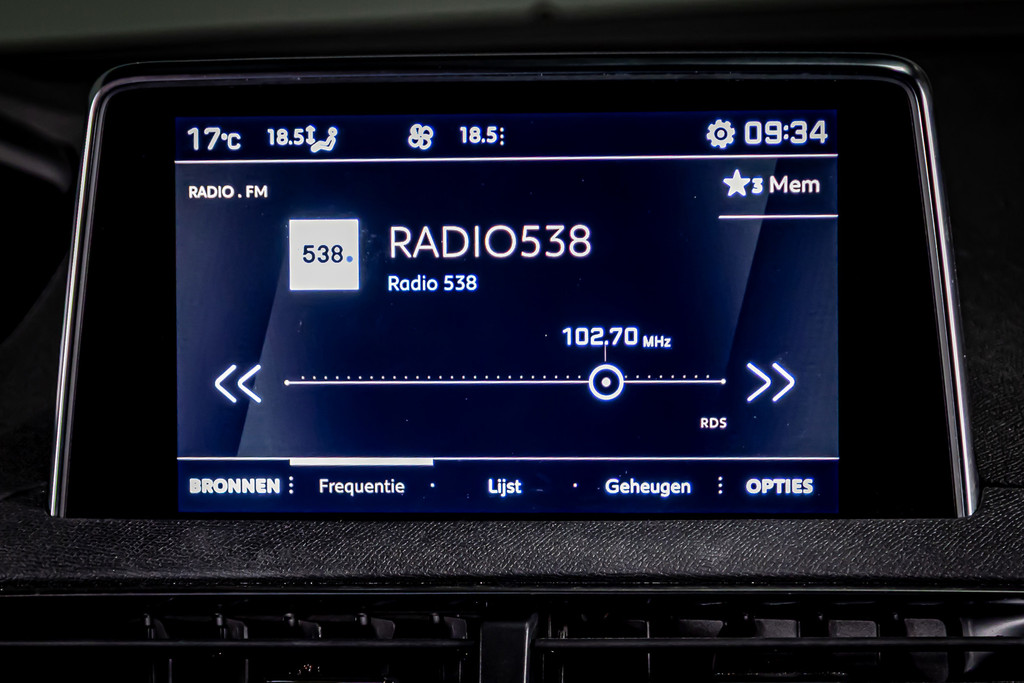 17°C 18.5 18.5 09:34
RADIO . FM
3 Mem
538.
RADIO538
Radio 538
102.70 MHz
RDS
BRONNEN Frequentie Lijst Geheugen OPTIES